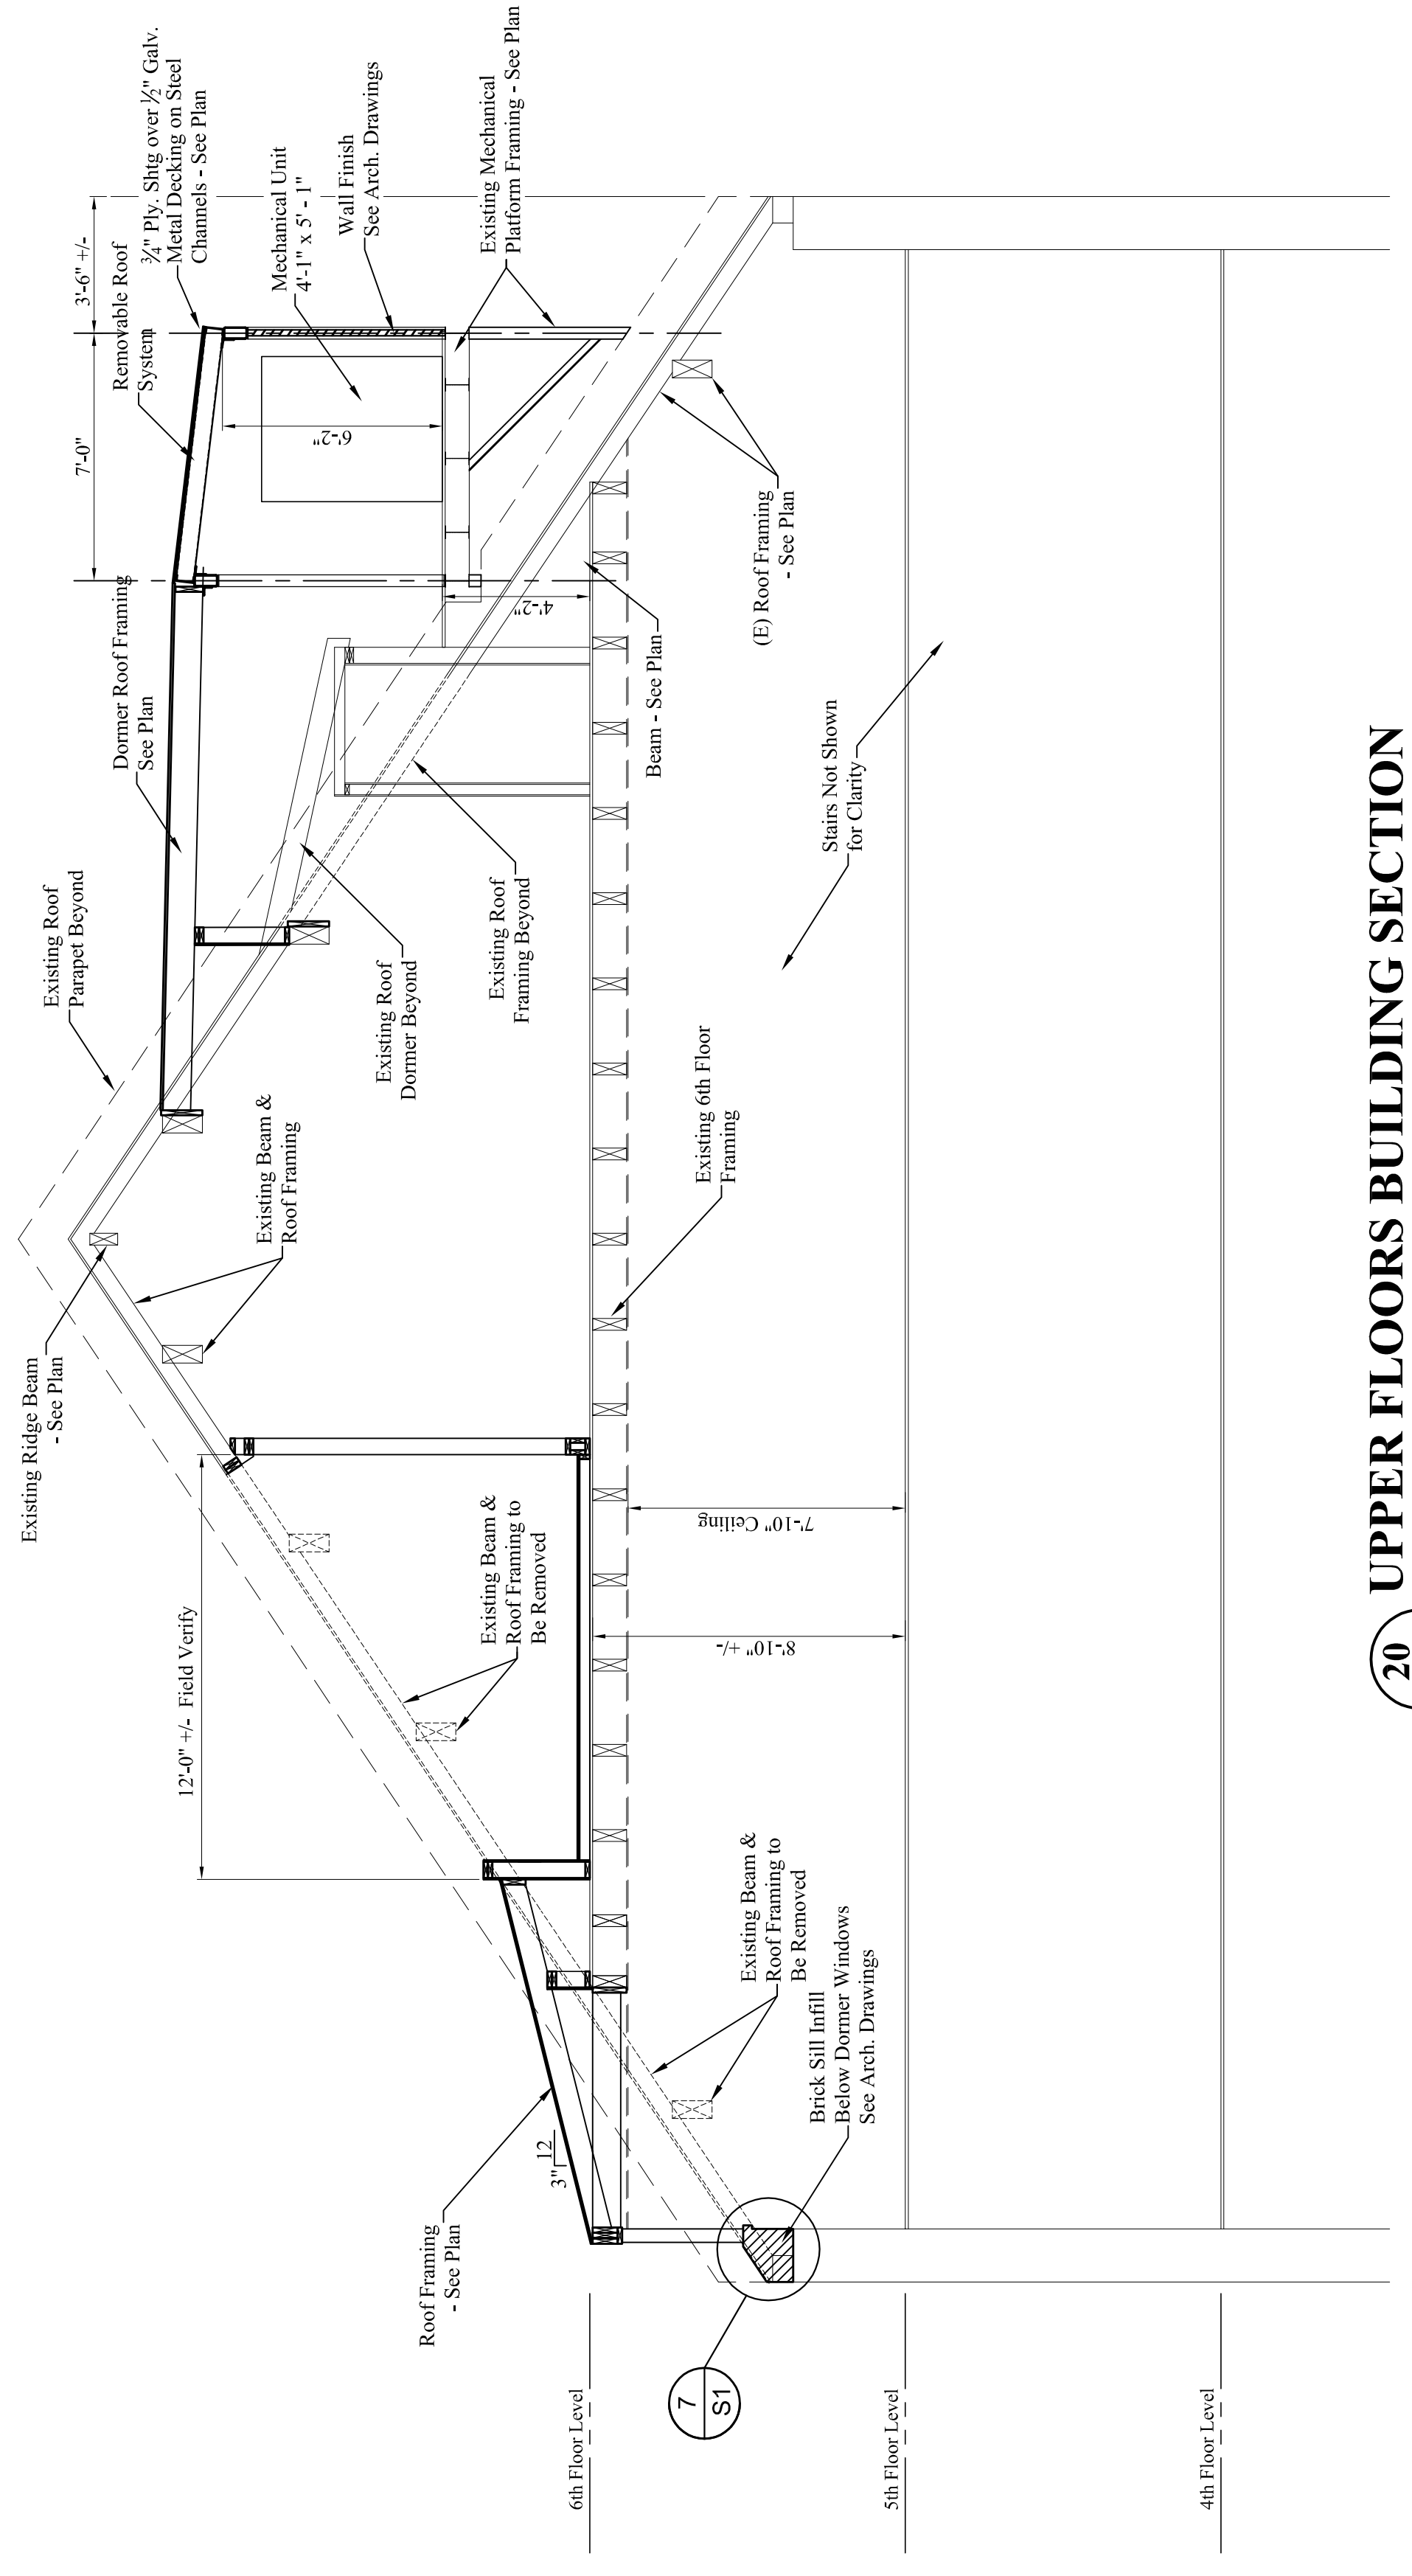 Existing Ridge Beam
- See Plan
Existing Roof
Parapet Beyond
3'-6" +/-
7'-0"
¾" Ply. Shtg over ½" Galv.
Metal Decking on Steel
Channels - See Plan
Removable Roof
System
Dormer Roof Framing
See Plan
Mechanical Unit
4'-1" x 5' - 1"
Wall Finish
See Arch. Drawings
Existing Mechanical
Platform Framing - See Plan
6'-2"
4'-2"
12'-0" +/- Field Verify
Existing Beam &
Roof Framing
Existing Roof
Dormer Beyond
Existing Roof
Framing Beyond
Existing Beam &
Roof Framing to
Be Removed
Roof Framing
- See Plan
3"
12
Beam - See Plan
(E) Roof Framing
- See Plan
Existing 6th Floor
Framing
7'-10" Ceiling
8'-10" +/-
Stairs Not Shown
for Clarity
Existing Beam &
Roof Framing to
Be Removed
Brick Sill Infill
Below Dormer Windows
See Arch. Drawings
7
S1
6th Floor Level
5th Floor Level
4th Floor Level
20
UPPER FLOORS BUILDING SECTION